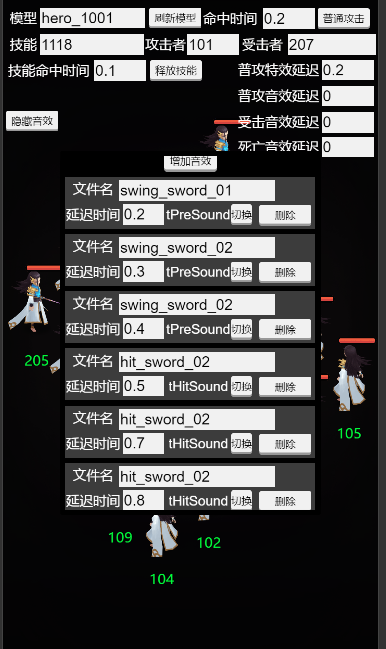 模型 hero_1001 刷新模型 命中时间 0.2 普通攻击
技能 1118 攻击者 101 受击者 207
技能命中时间 0.1 释放技能 普攻特效延迟 0.2
普攻音效延迟 0
隐藏音效 受击音效延迟 0
死亡音效延迟 0
增加音效
文件名 swing_sword_01
延迟时间 0.2 tPreSound 切换 删除
文件名 swing_sword_02
延迟时间 0.3 tPreSound 切换 删除
文件名 swing_sword_02
延迟时间 0.4 tPreSound 切换 删除
文件名 hit_sword_02
延迟时间 0.5 tHitSound 切换 删除
文件名 hit_sword_02
延迟时间 0.7 tHitSound 切换 删除
文件名 hit_sword_02
延迟时间 0.8 tHitSound 切换 删除
205
105
109
102
104